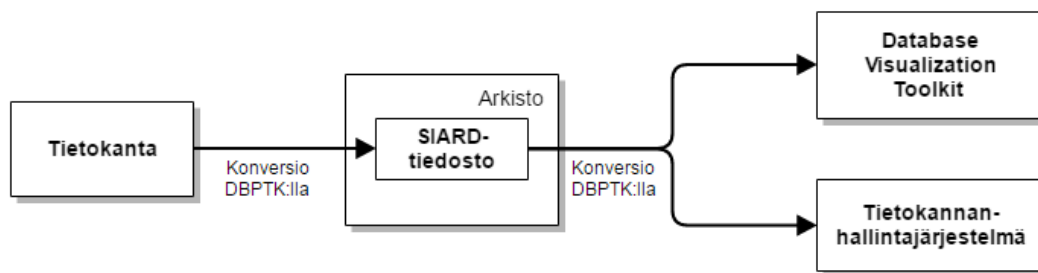 Tietokanta
Konversio
DBPTK:lla
Arkisto
SIARD-
tiedosto
Konversio
DBPTK:lla
Database
Visualization
Toolkit
Tietokannan-
hallintajärjestelmä